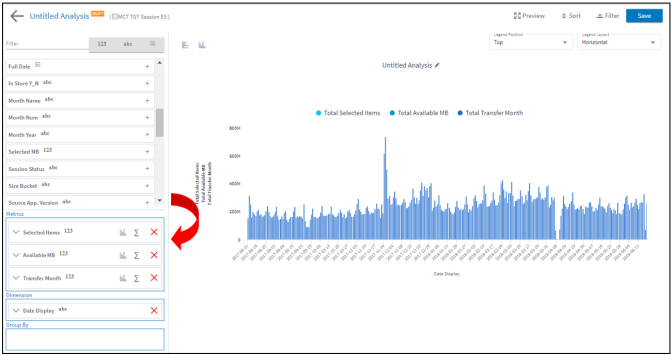 Untitled Analysis DRAFT ( MCT TGT Session ES )
Preview Sort Filter Save
Filter 123 abc
Legend Position
Top
Legend Layout
Horizontal
Full Date
In Store Y_N abc
Month Name abc
Month Num abc
Month Year abc
Selected MB 123
Session Status abc
Size Bucket abc
Source App. Version abc
Metrics
Selected Items 123
Available MB 123
Transfer Month 123
Dimension
Date Display abc
Group By
Untitled Analysis
Total Selected Items Total Available MB Total Transfer Month
Total Selected Items
Total Available MB
Total Transfer Month
800M
600M
400M
200M
0
Date Display